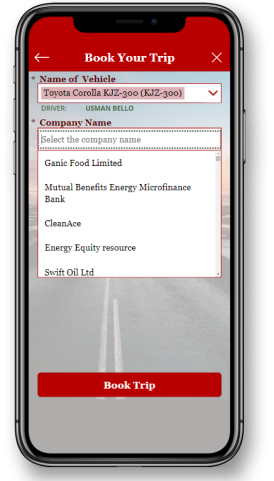 Book Your Trip
* Name of Vehicle
Toyota Corolla KJZ-300 (KJZ-300)
DRIVER: USMAN BELLO
* Company Name
Select the company name
Ganic Food Limited
Mutual Benefits Energy Microfinance
Bank
CleanAce
Energy Equity resource
Swift Oil Ltd
Book Trip